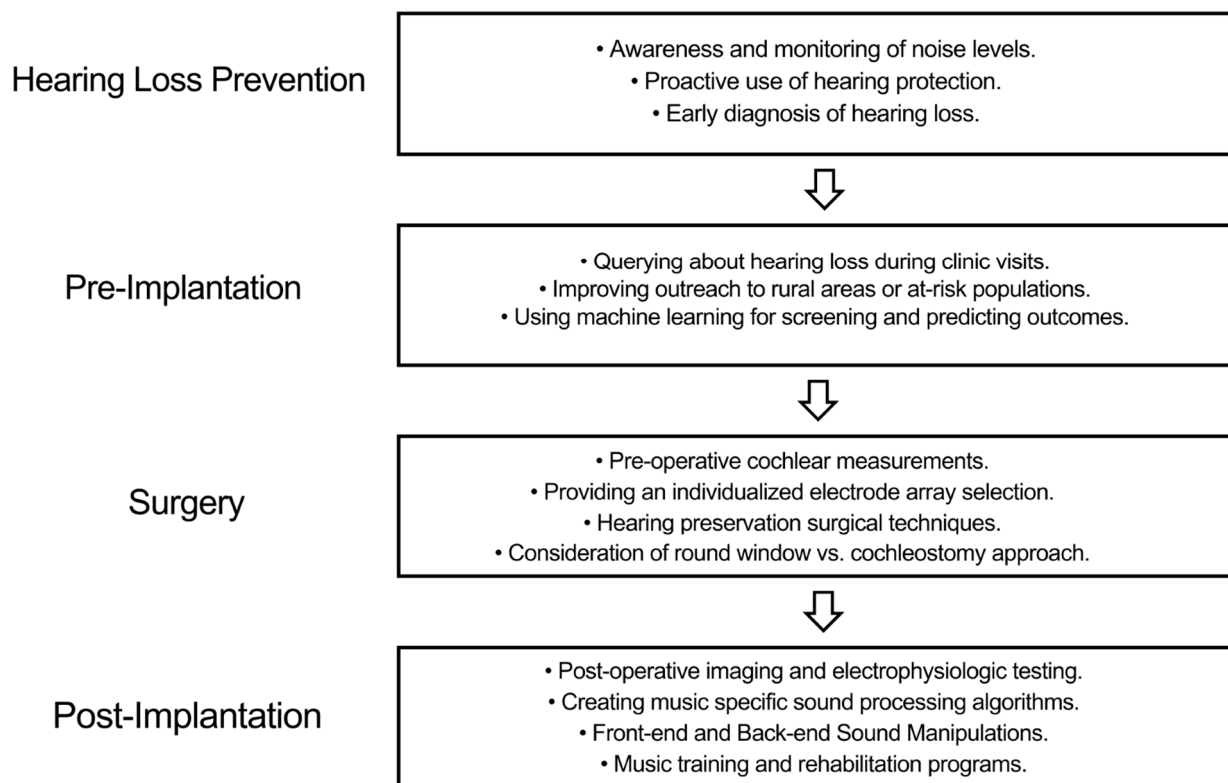 Hearing Loss Prevention
• Awareness and monitoring of noise levels.
• Proactive use of hearing protection.
• Early diagnosis of hearing loss.
Pre-Implantation
• Querying about hearing loss during clinic visits.
• Improving outreach to rural areas or at-risk populations.
• Using machine learning for screening and predicting outcomes.
Surgery
• Pre-operative cochlear measurements.
• Providing an individualized electrode array selection.
• Hearing preservation surgical techniques.
• Consideration of round window vs. cochleostomy approach.
Post-Implantation
• Post-operative imaging and electrophysiologic testing.
• Creating music specific sound processing algorithms.
• Front-end and Back-end Sound Manipulations.
• Music training and rehabilitation programs.